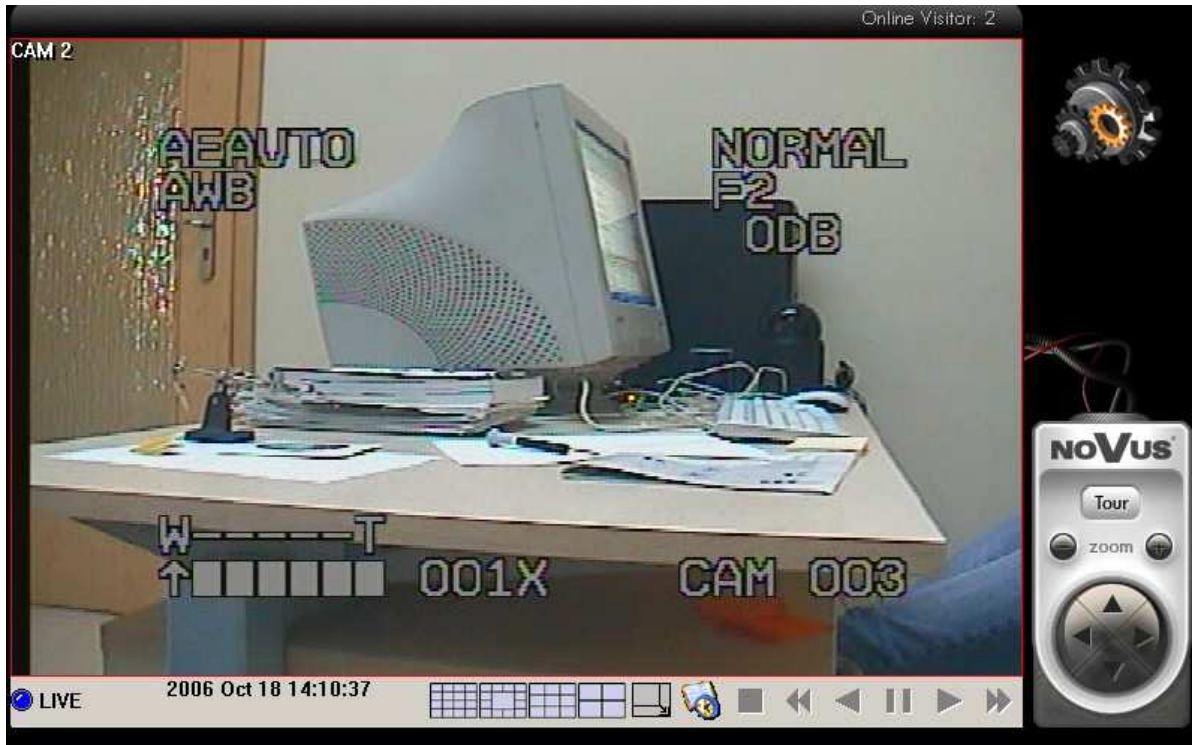 Online Visitor: 2
CAM 2
AEAUTO
NORMAL
AWB
F2
0DB
NOVUS
Tour
zoom
W-----T
001X
CAM 003
LIVE
2006 Oct 18 14:10:37